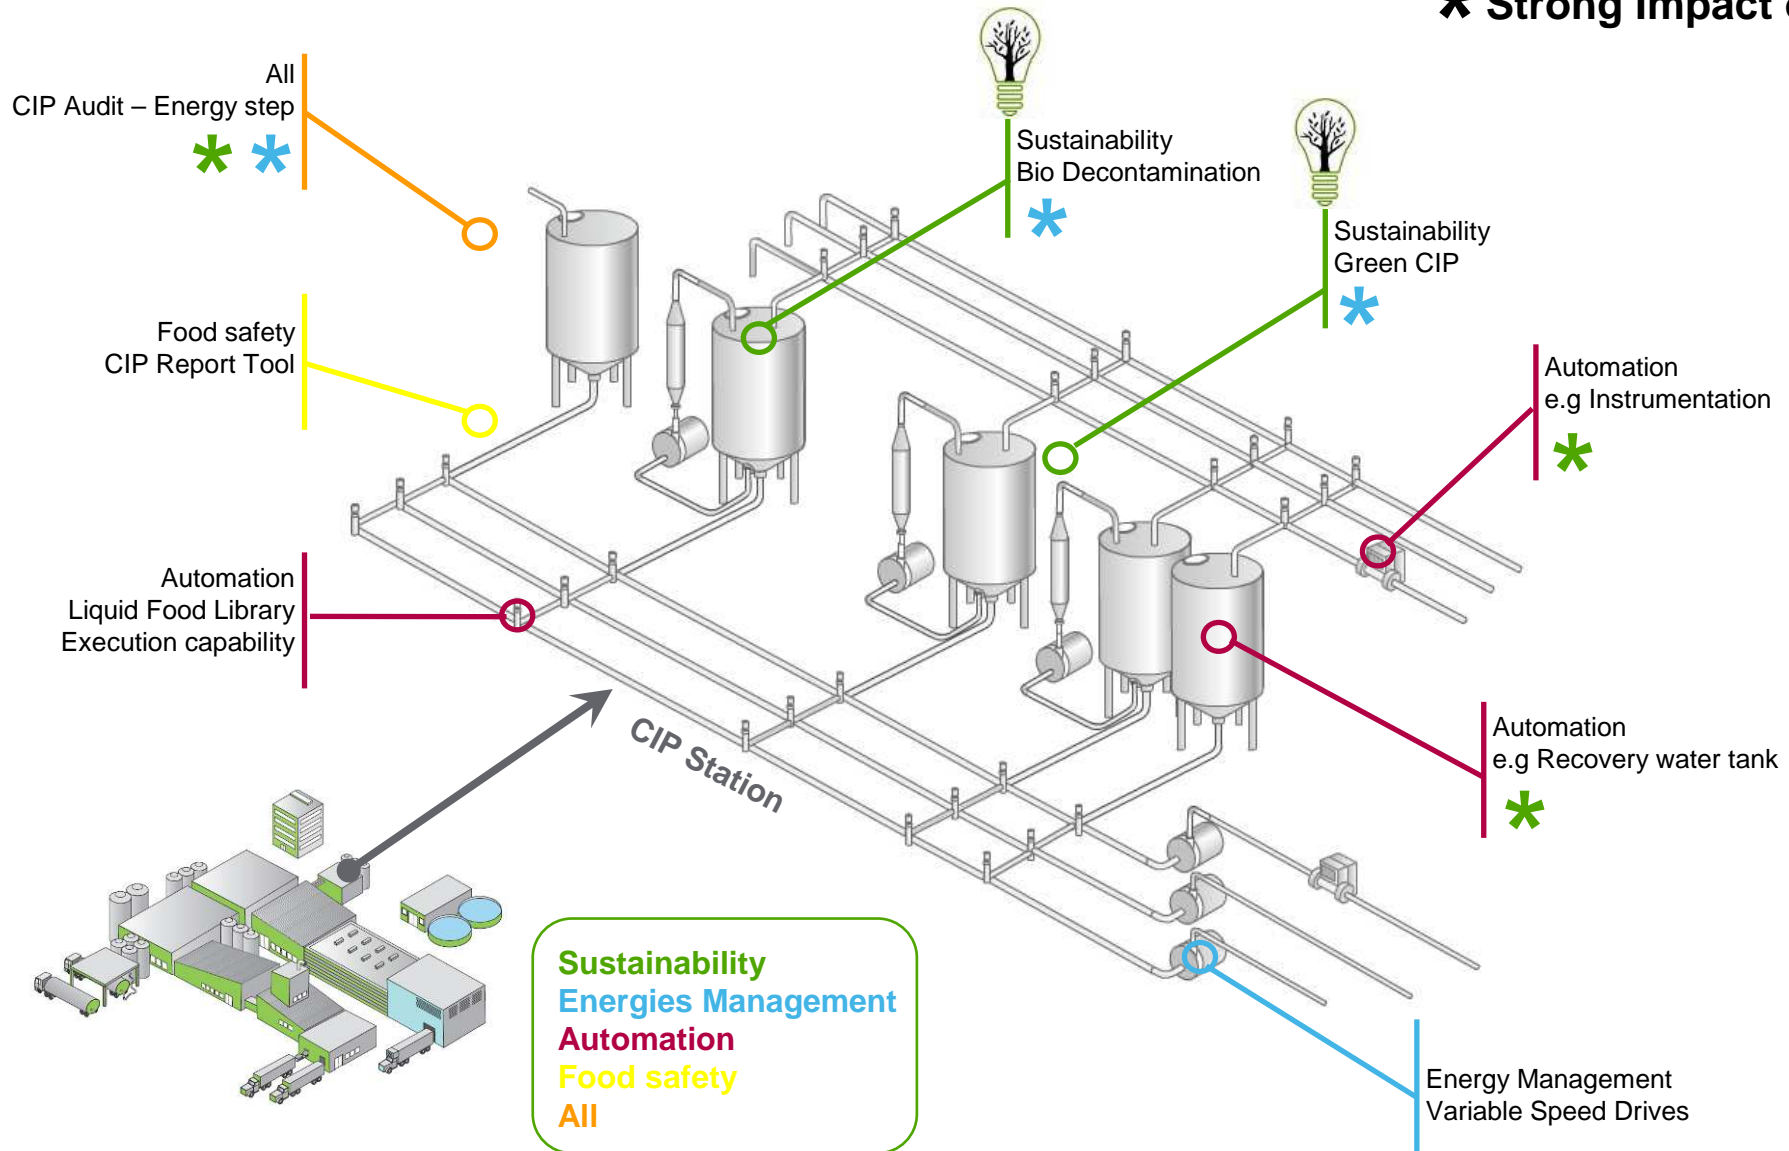 * Strong Impact
All
CIP Audit – Energy step
* *
Sustainability
Bio Decontamination
*
Sustainability
Green CIP
*
Food safety
CIP Report Tool
Automation
e.g Instrumentation
*
Automation
Liquid Food Library
Execution capability
CIP Station
Automation
e.g Recovery water tank
*
Sustainability
Energies Management
Automation
Food safety
All
Energy Management
Variable Speed Drives